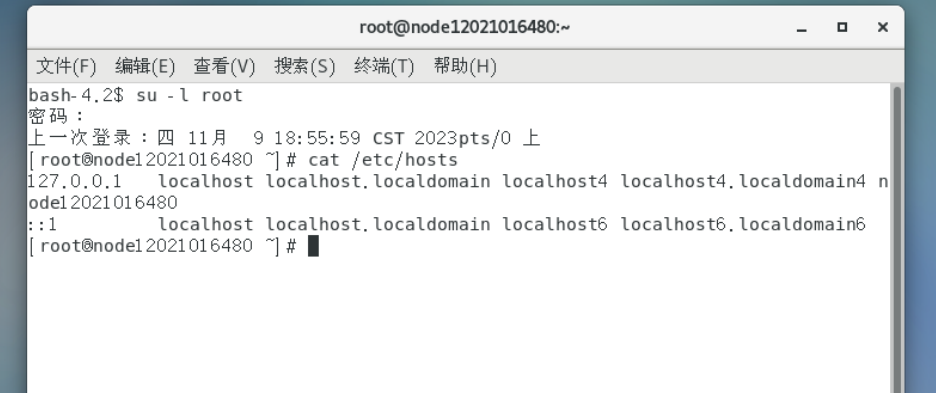 root@node12021016480:~
文件(F) 编辑(E) 查看(V) 搜索(S) 终端(T) 帮助(H)
bash-4.2$ su -l root
密码：
上一次登录：四 11月  9 18:55:59 CST 2023pts/0 上
[root@node12021016480 ~]# cat /etc/hosts
127.0.0.1   localhost localhost.localdomain localhost4 localhost4.localdomain4 n
ode12021016480
::1         localhost localhost.localdomain localhost6 localhost6.localdomain6
[root@node12021016480 ~]#